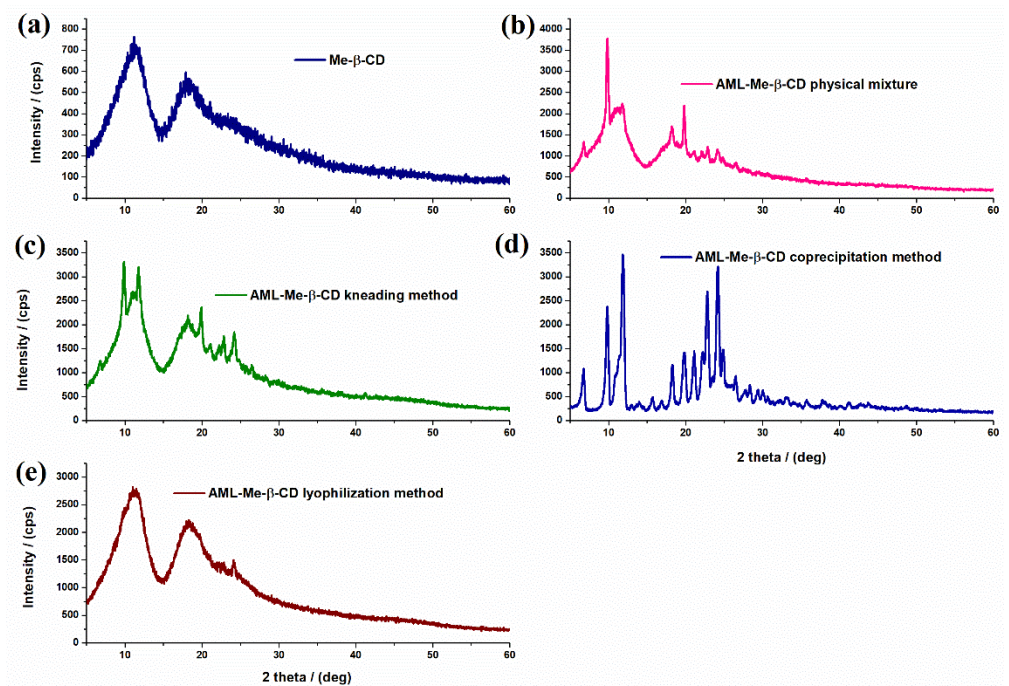 (a)
800
700
600
500
400
300
200
100
0
Intensity / (cps)
Me-β-CD
10 20 30 40 50 60
(b)
4000
3500
3000
2500
2000
1500
1000
500
0
AML-Me-β-CD physical mixture
10 20 30 40 50 60
(c)
3500
3000
2500
2000
1500
1000
500
0
Intensity / (cps)
AML-Me-β-CD kneading method
10 20 30 40 50 60
(d)
3500
3000
2500
2000
1500
1000
500
0
AML-Me-β-CD coprecipitation method
10 20 30 40 50 60
2 theta / (deg)
(e)
3000
2500
2000
1500
1000
500
0
Intensity / (cps)
AML-Me-β-CD lyophilization method
10 20 30 40 50 60
2 theta / (deg)